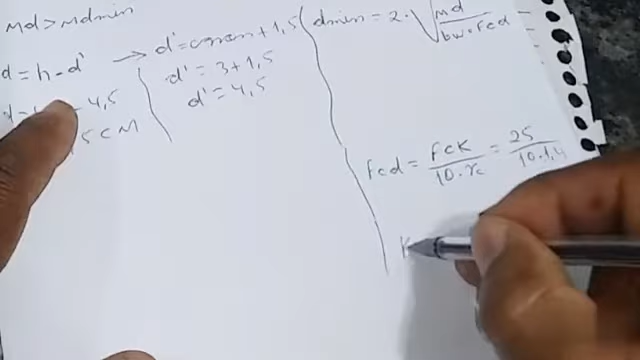 Md > Mdmin
d = h - d'
→ d' = cnom + 1,5
d' = 3 + 1,5
d' = 4,5
4,5
,5 CM
dmin = 2 · √ Md / bw · Fcd
Fcd = FCK / 10 · γc = 25 / 10 · 1,4
K